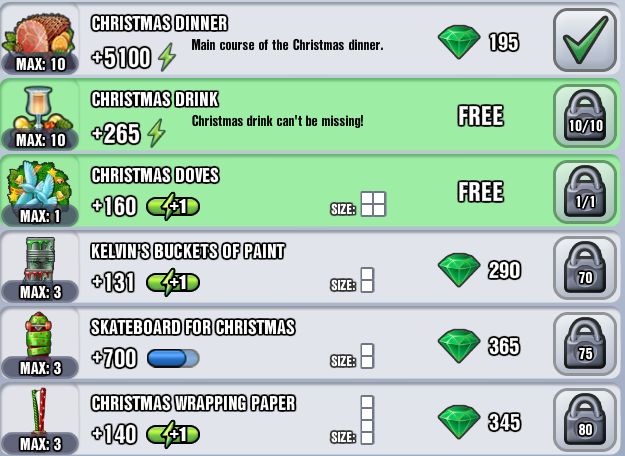 CHRISTMAS DINNER
MAX: 10
+5100
Main course of the Christmas dinner.
195
CHRISTMAS DRINK
MAX: 10
+265
Christmas drink can't be missing!
FREE
10/10
CHRISTMAS DOVES
MAX: 1
+160
+1
SIZE:
FREE
1/1
KELVIN'S BUCKETS OF PAINT
MAX: 3
+131
+1
SIZE:
290
70
SKATEBOARD FOR CHRISTMAS
MAX: 3
+700
SIZE:
365
75
CHRISTMAS WRAPPING PAPER
MAX: 3
+140
+1
SIZE:
345
80